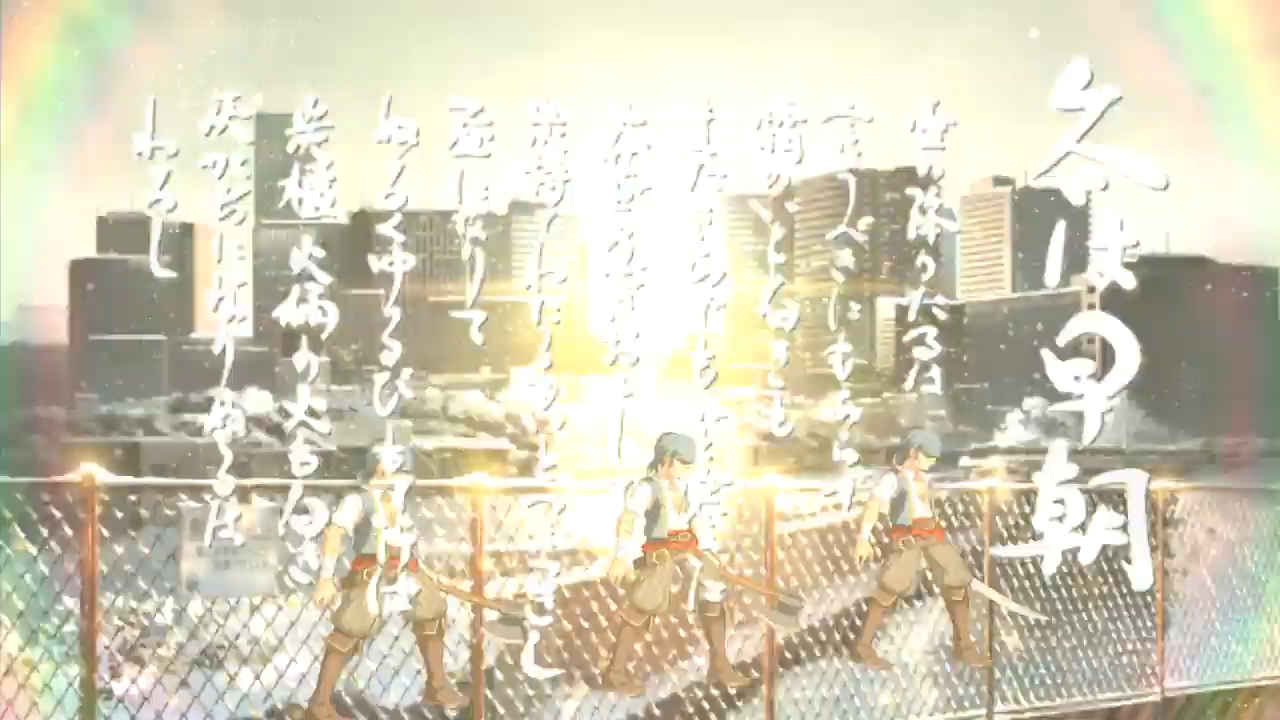 冬は早朝
雪の降りたるは
言ふべきにもあらず
霜のいと白きも
またさらでもいと寒きに
火など急ぎおこして
炭持てわたるもいとつきづきし
昼になりて
ぬるくゆるびもていけば
炭櫃 火桶の火も白き
灰がちになりぬるは
わろし